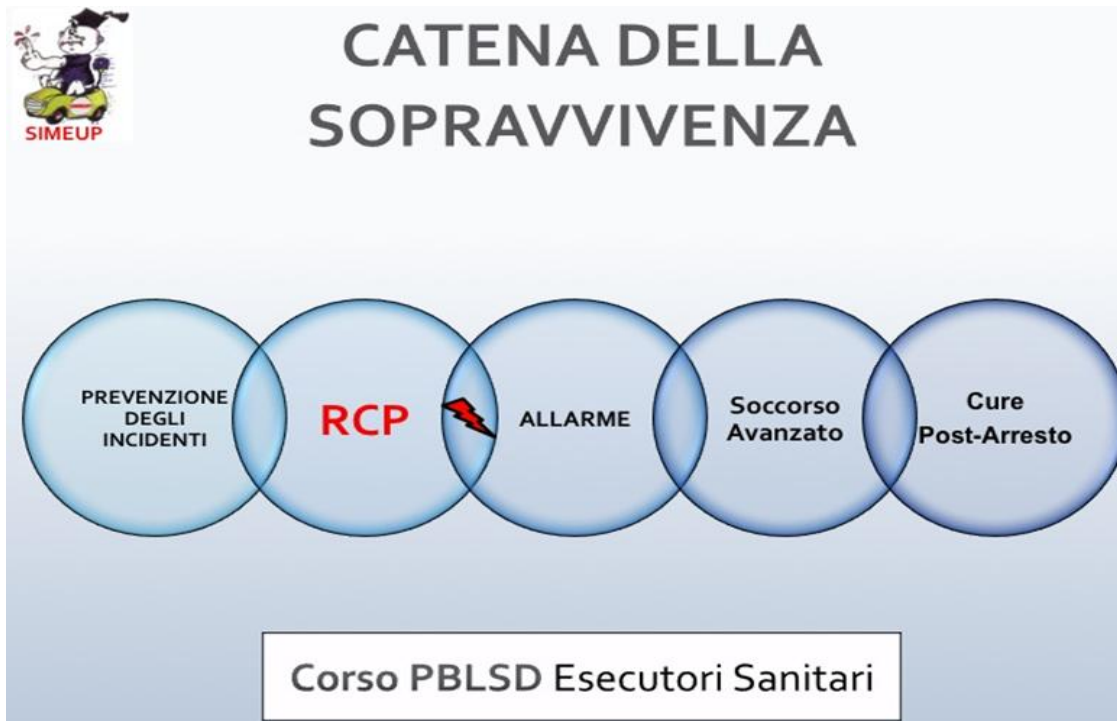 SIMEUP
CATENA DELLA
SOPRAVVIVENZA
PREVENZIONE
DEGLI
INCIDENTI
RCP
ALLARME
Soccorso
Avanzato
Cure
Post-Arresto
Corso PBLSD Esecutori Sanitari